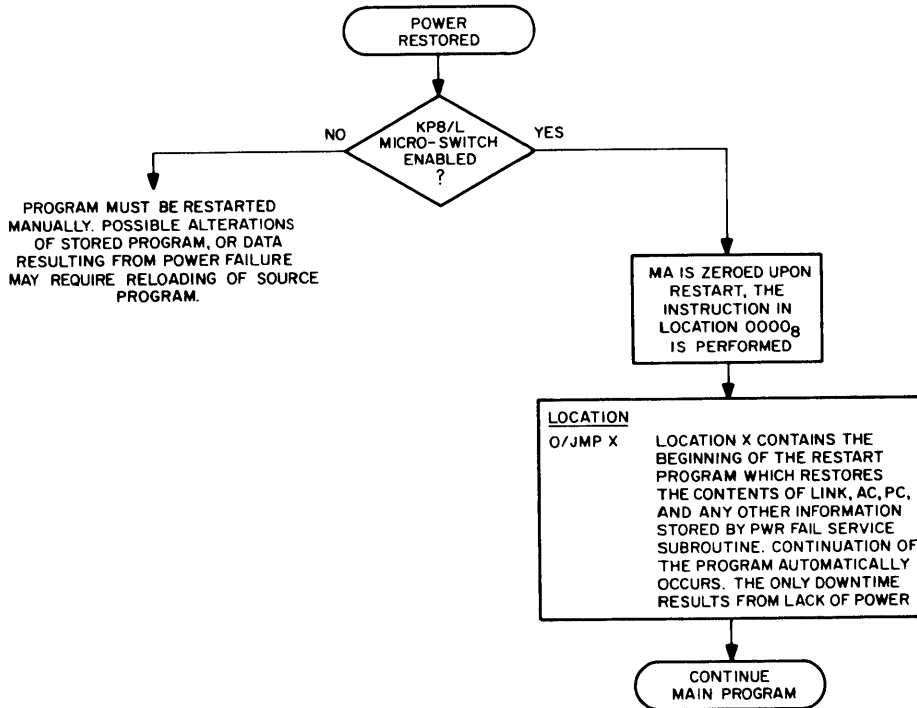 POWER
RESTORED
KP8/L
MICRO-SWITCH
ENABLED
?
NO
YES
PROGRAM MUST BE RESTARTED
MANUALLY. POSSIBLE ALTERATIONS
OF STORED PROGRAM, OR DATA
RESULTING FROM POWER FAILURE
MAY REQUIRE RELOADING OF SOURCE
PROGRAM.
MA IS ZEROED UPON
RESTART, THE
INSTRUCTION IN
LOCATION 0000₈
IS PERFORMED
LOCATION
0/JMP X LOCATION X CONTAINS THE
BEGINNING OF THE RESTART
PROGRAM WHICH RESTORES
THE CONTENTS OF LINK, AC, PC,
AND ANY OTHER INFORMATION
STORED BY PWR FAIL SERVICE
SUBROUTINE. CONTINUATION OF
THE PROGRAM AUTOMATICALLY
OCCURS. THE ONLY DOWNTIME
RESULTS FROM LACK OF POWER
CONTINUE
MAIN PROGRAM